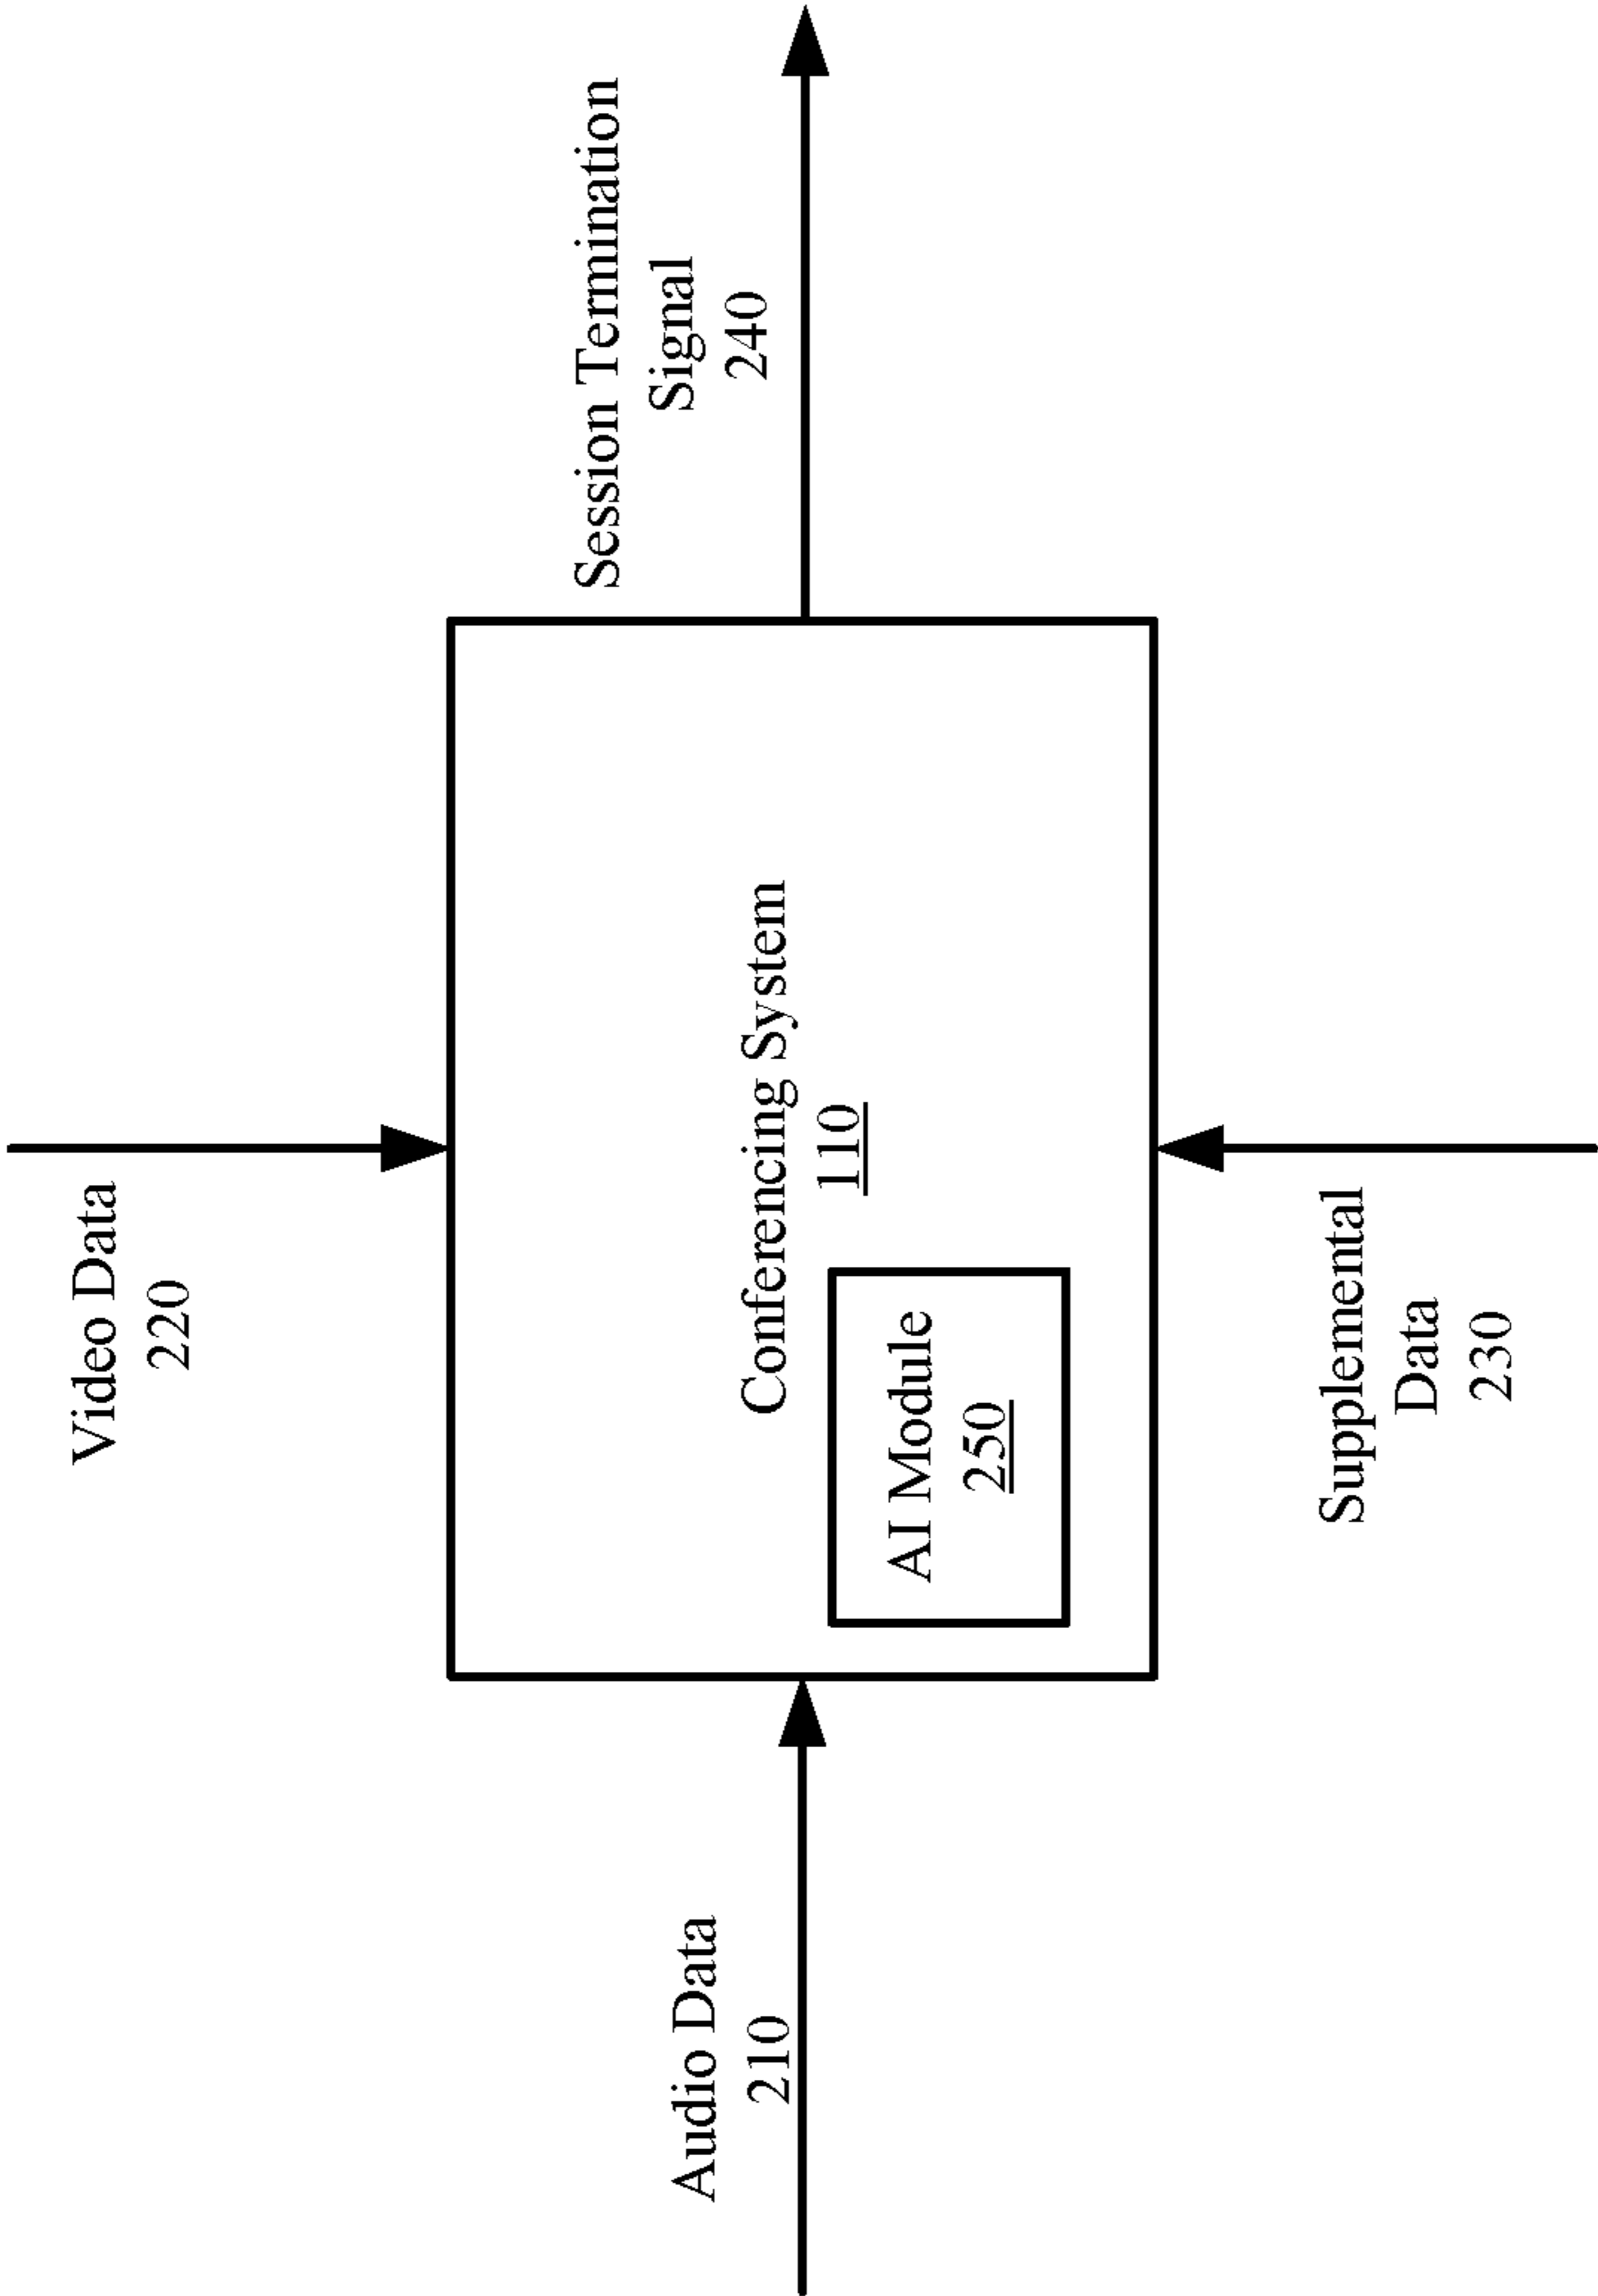 Video Data
220
Session Termination
Signal
240
Audio Data
210
Conferencing System
110
AI Module
250
Supplemental
Data
230